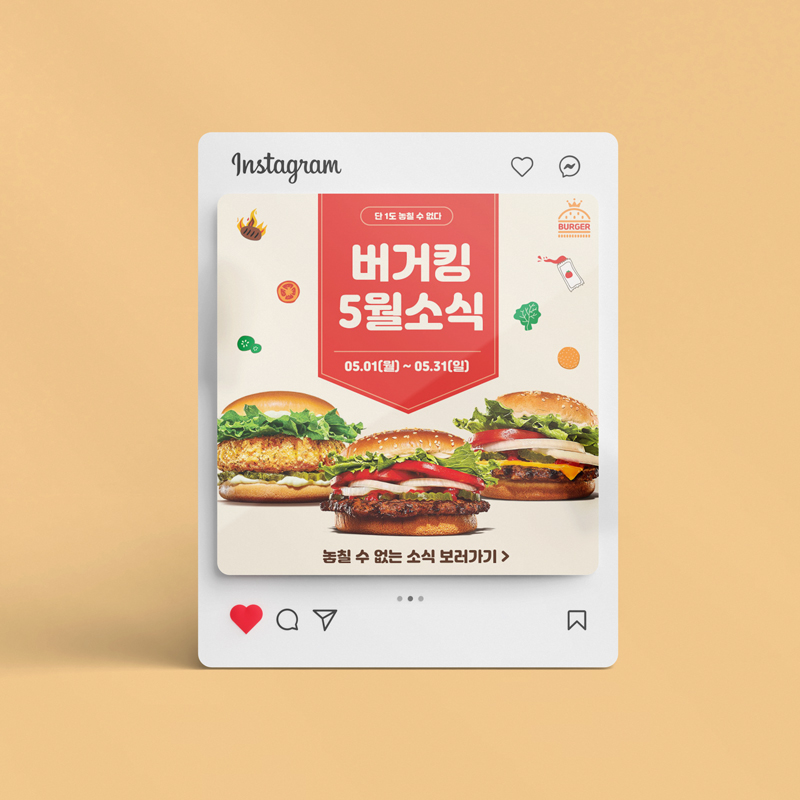 Instagram
단 1도 놓칠 수 없다
BURGER
버거킹
5월소식
05.01(월) ~ 05.31(일)
놓칠 수 없는 소식 보러가기 >